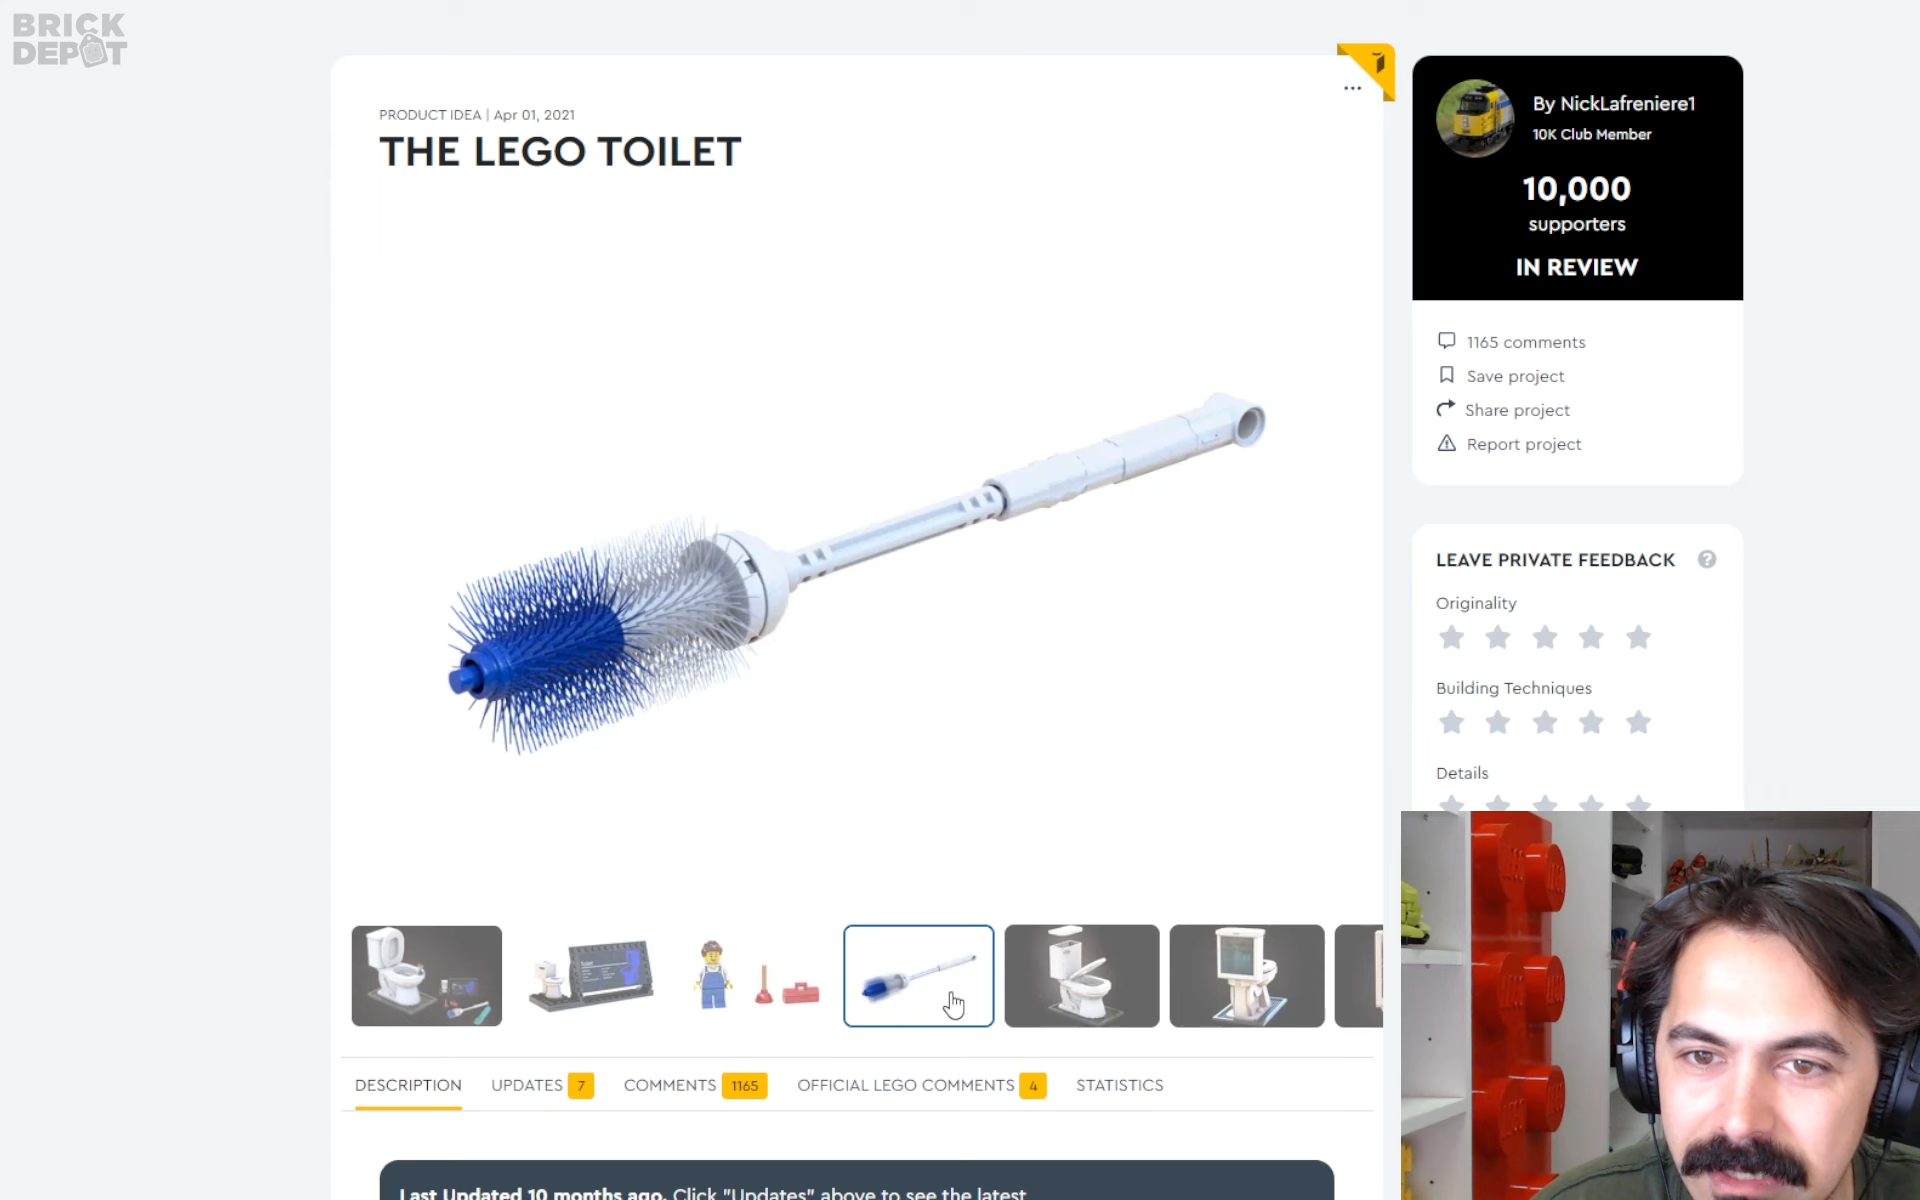 BRICK
DEPOT
PRODUCT IDEA | Apr 01, 2021
THE LEGO TOILET
...
By NickLafreniere1
10K Club Member
10,000
supporters
IN REVIEW
1165 comments
Save project
Share project
Report project
LEAVE PRIVATE FEEDBACK ?
Originality
Building Techniques
Details
DESCRIPTION UPDATES 7 COMMENTS 1165 OFFICIAL LEGO COMMENTS 4 STATISTICS
Last Updated 10 months ago. Click "Updates" above to see the latest.